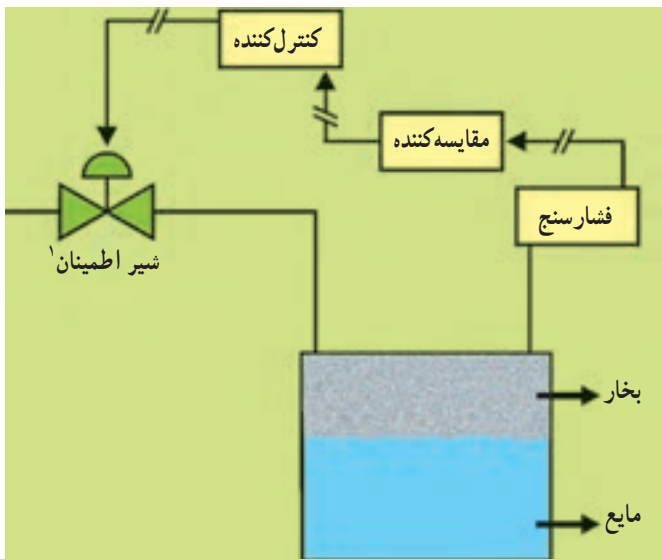 کنترل‌کننده
مقایسه‌کننده
فشارسنج
شیر اطمینان۱
بخار
مایع